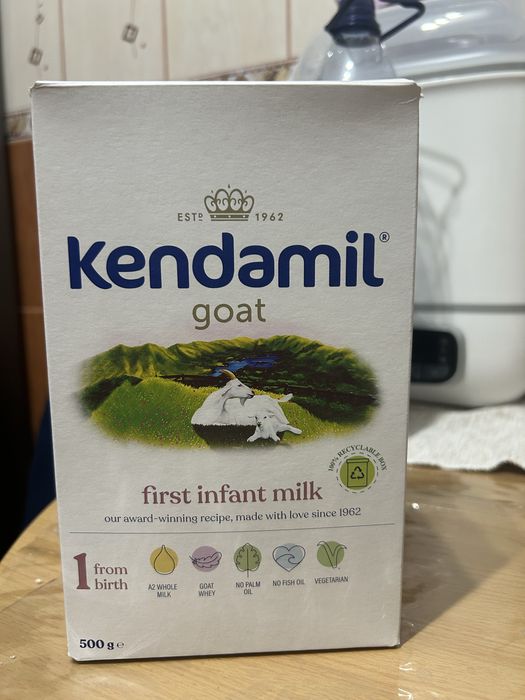 ESTD 1962
Kendamil®
goat
100% RECYCLABLE BOX
first infant milk
our award-winning recipe, made with love since 1962
1 from birth
A2 WHOLE MILK
GOAT WHEY
NO PALM OIL
NO FISH OIL
VEGETARIAN
500 g e